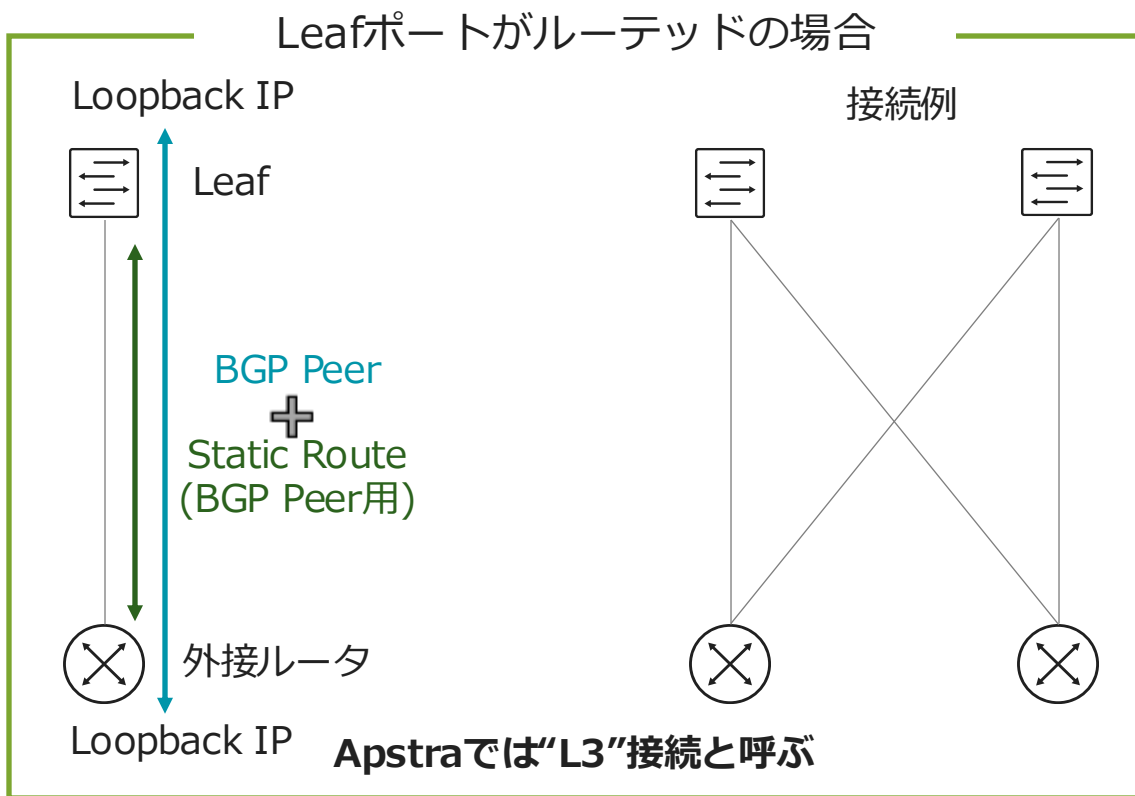 Leafポートがルーテッドの場合
Loopback IP
接続例
Leaf
BGP Peer
Static Route
(BGP Peer用)
外接ルータ
Loopback IP
Apstraでは“L3”接続と呼ぶ